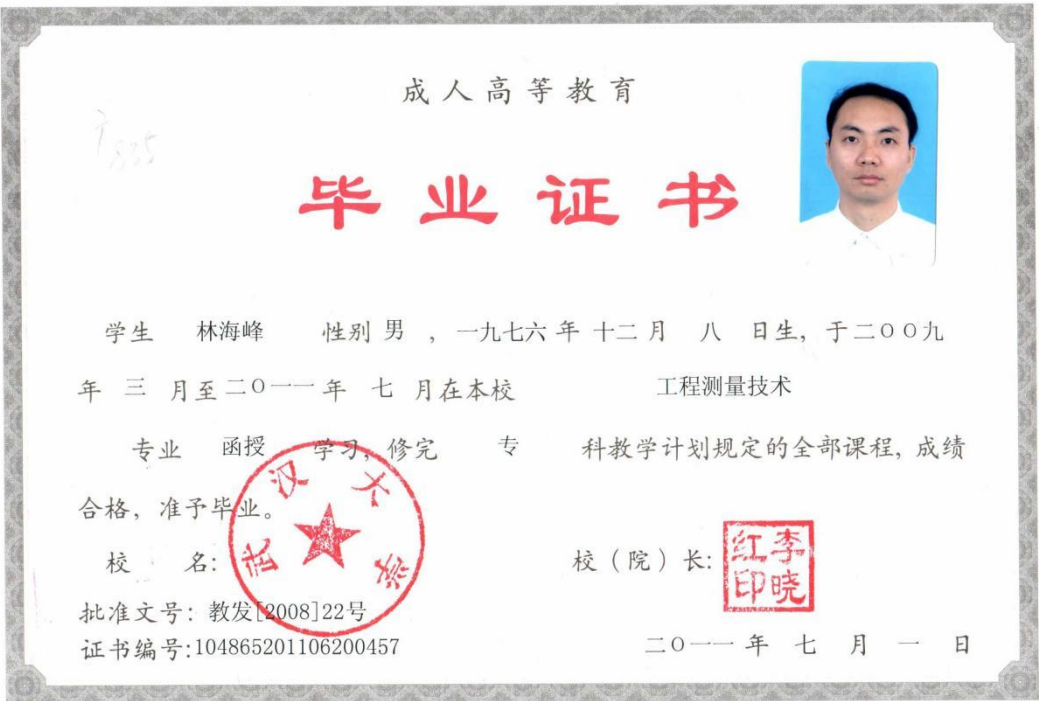 成人高等教育
毕业证书
学生 林海峰 性别 男 , 一九七六 年 十二 月 八 日生, 于二〇〇九
年 三 月至二〇一一 年 七 月在本校 工程测量技术
专业 函授 学习, 修完 专 科教学计划规定的全部课程, 成绩
合格, 准予毕业。
武汉大学
校 名:
校(院)长:
李晓红印
批准文号: 教发[2008]22号
证书编号:104865201106200457
二〇一一 年 七 月 一 日